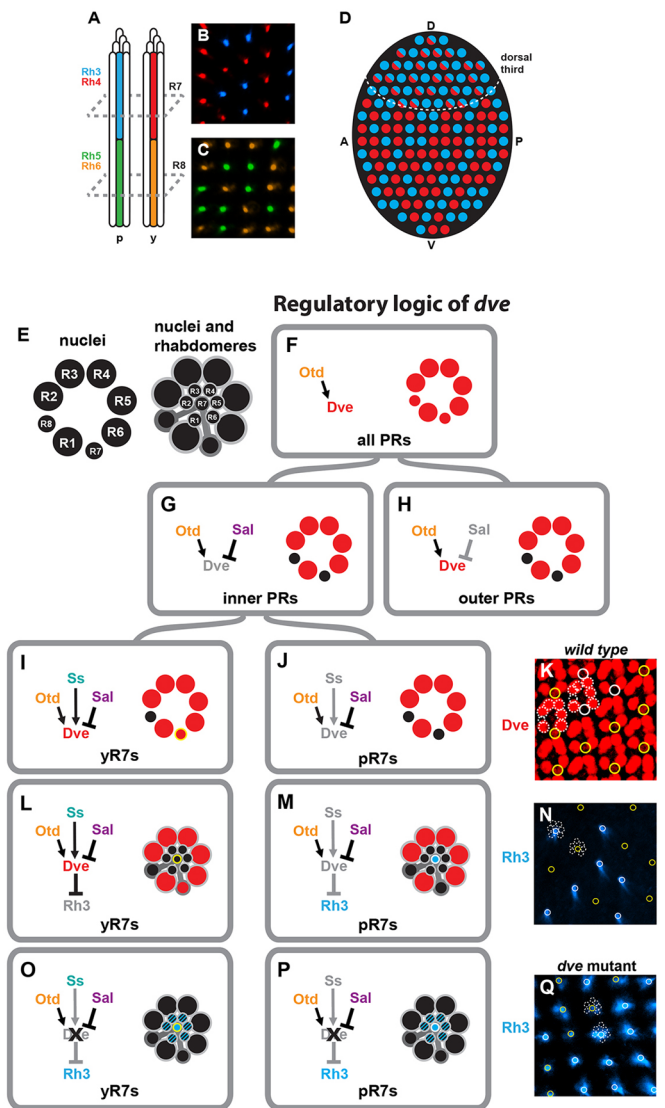 A
B
D
D
Rh3
Rh4
R7
dorsal
third
C
A
P
Rh5
Rh6
R8
p
y
V
Regulatory logic of dve
E
nuclei
nuclei and
rhabdomeres
R3
R4
R2
R5
R8
R1
R6
R7
R3
R4
R2
R7
R5
R1
R6
F
Otd
Dve
all PRs
G
Otd
Sal
Dve
inner PRs
H
Otd
Sal
Dve
outer PRs
I
Ss
Otd
Sal
Dve
yR7s
J
Ss
Otd
Sal
Dve
pR7s
wild type
K
Dve
L
Ss
Otd
Sal
Dve
Rh3
yR7s
M
Ss
Otd
Sal
Dve
Rh3
pR7s
N
Rh3
O
Ss
Otd
Sal
Dve
Rh3
yR7s
P
Ss
Otd
Sal
Dve
Rh3
pR7s
dve mutant
Q
Rh3